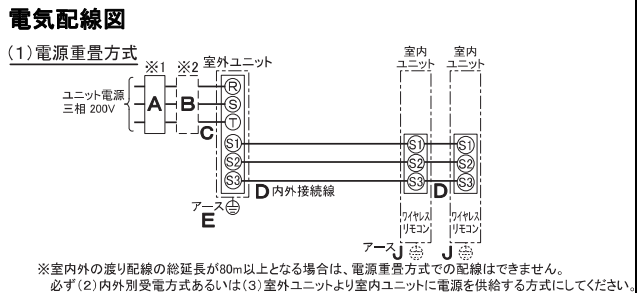 電気配線図
(1)電源重畳方式
※1
※2
室外ユニット
室内
ユニット
室内
ユニット
ユニット電源
三相 200V
A
B
C
R
S
T
S1
S2
S3
S1
S2
S3
S1
S2
S3
D 内外接続線
D
アース
E
ワイヤレス
リモコン
ワイヤレス
リモコン
アース J
J
※室内外の渡り配線の総延長が80m以上となる場合は、電源重畳方式での配線はできません。
必ず(2)内外別受電方式あるいは(3)室外ユニットより室内ユニットに電源を供給する方式にしてください。